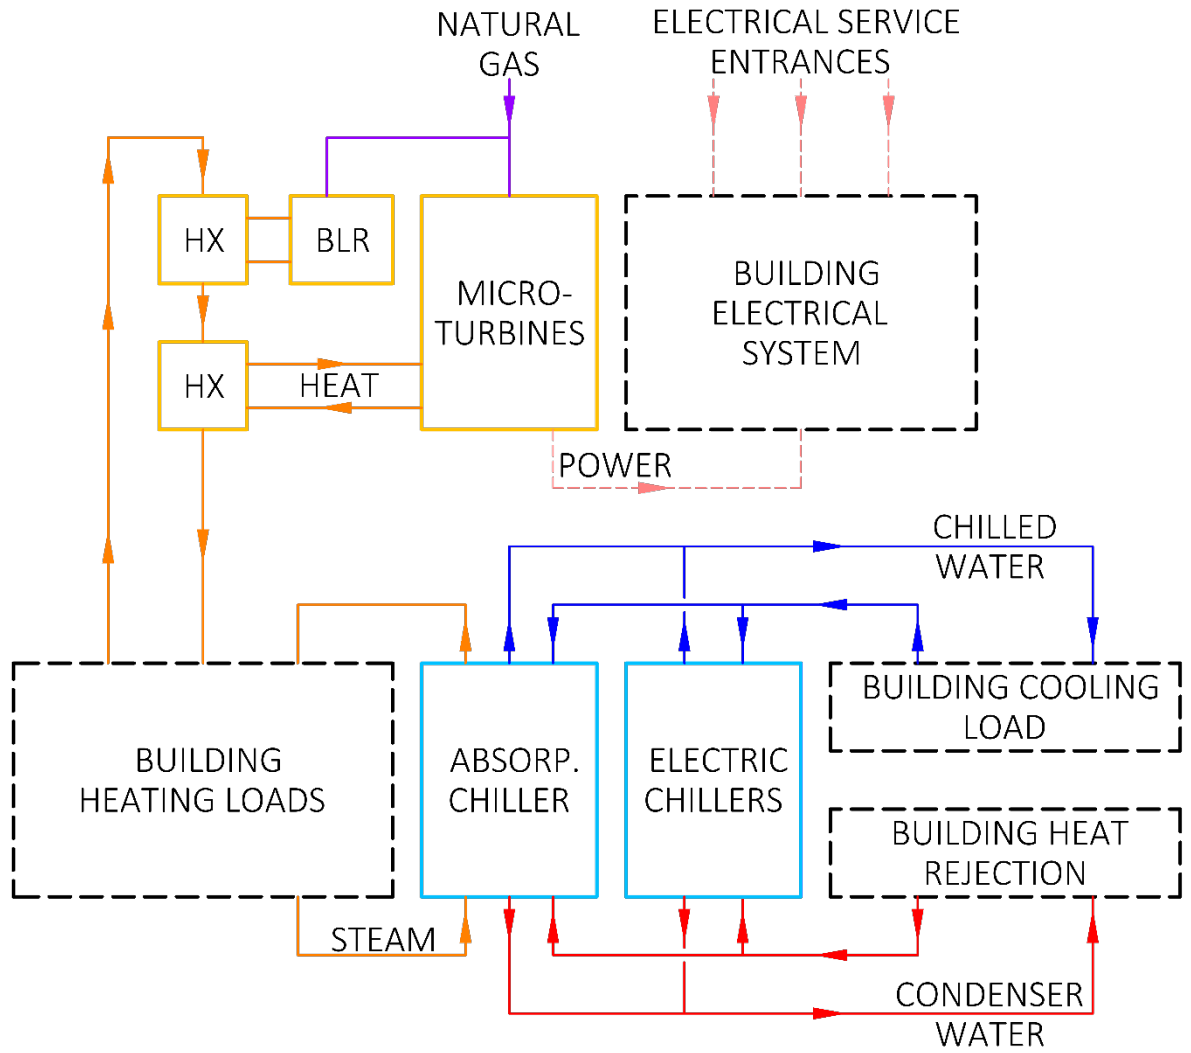 NATURAL
GAS
ELECTRICAL SERVICE
ENTRANCES
HX
BLR
MICRO-
TURBINES
BUILDING
ELECTRICAL
SYSTEM
HX
HEAT
POWER
CHILLED
WATER
BUILDING
HEATING LOADS
ABSORP.
CHILLER
ELECTRIC
CHILLERS
BUILDING COOLING
LOAD
BUILDING HEAT
REJECTION
STEAM
CONDENSER
WATER